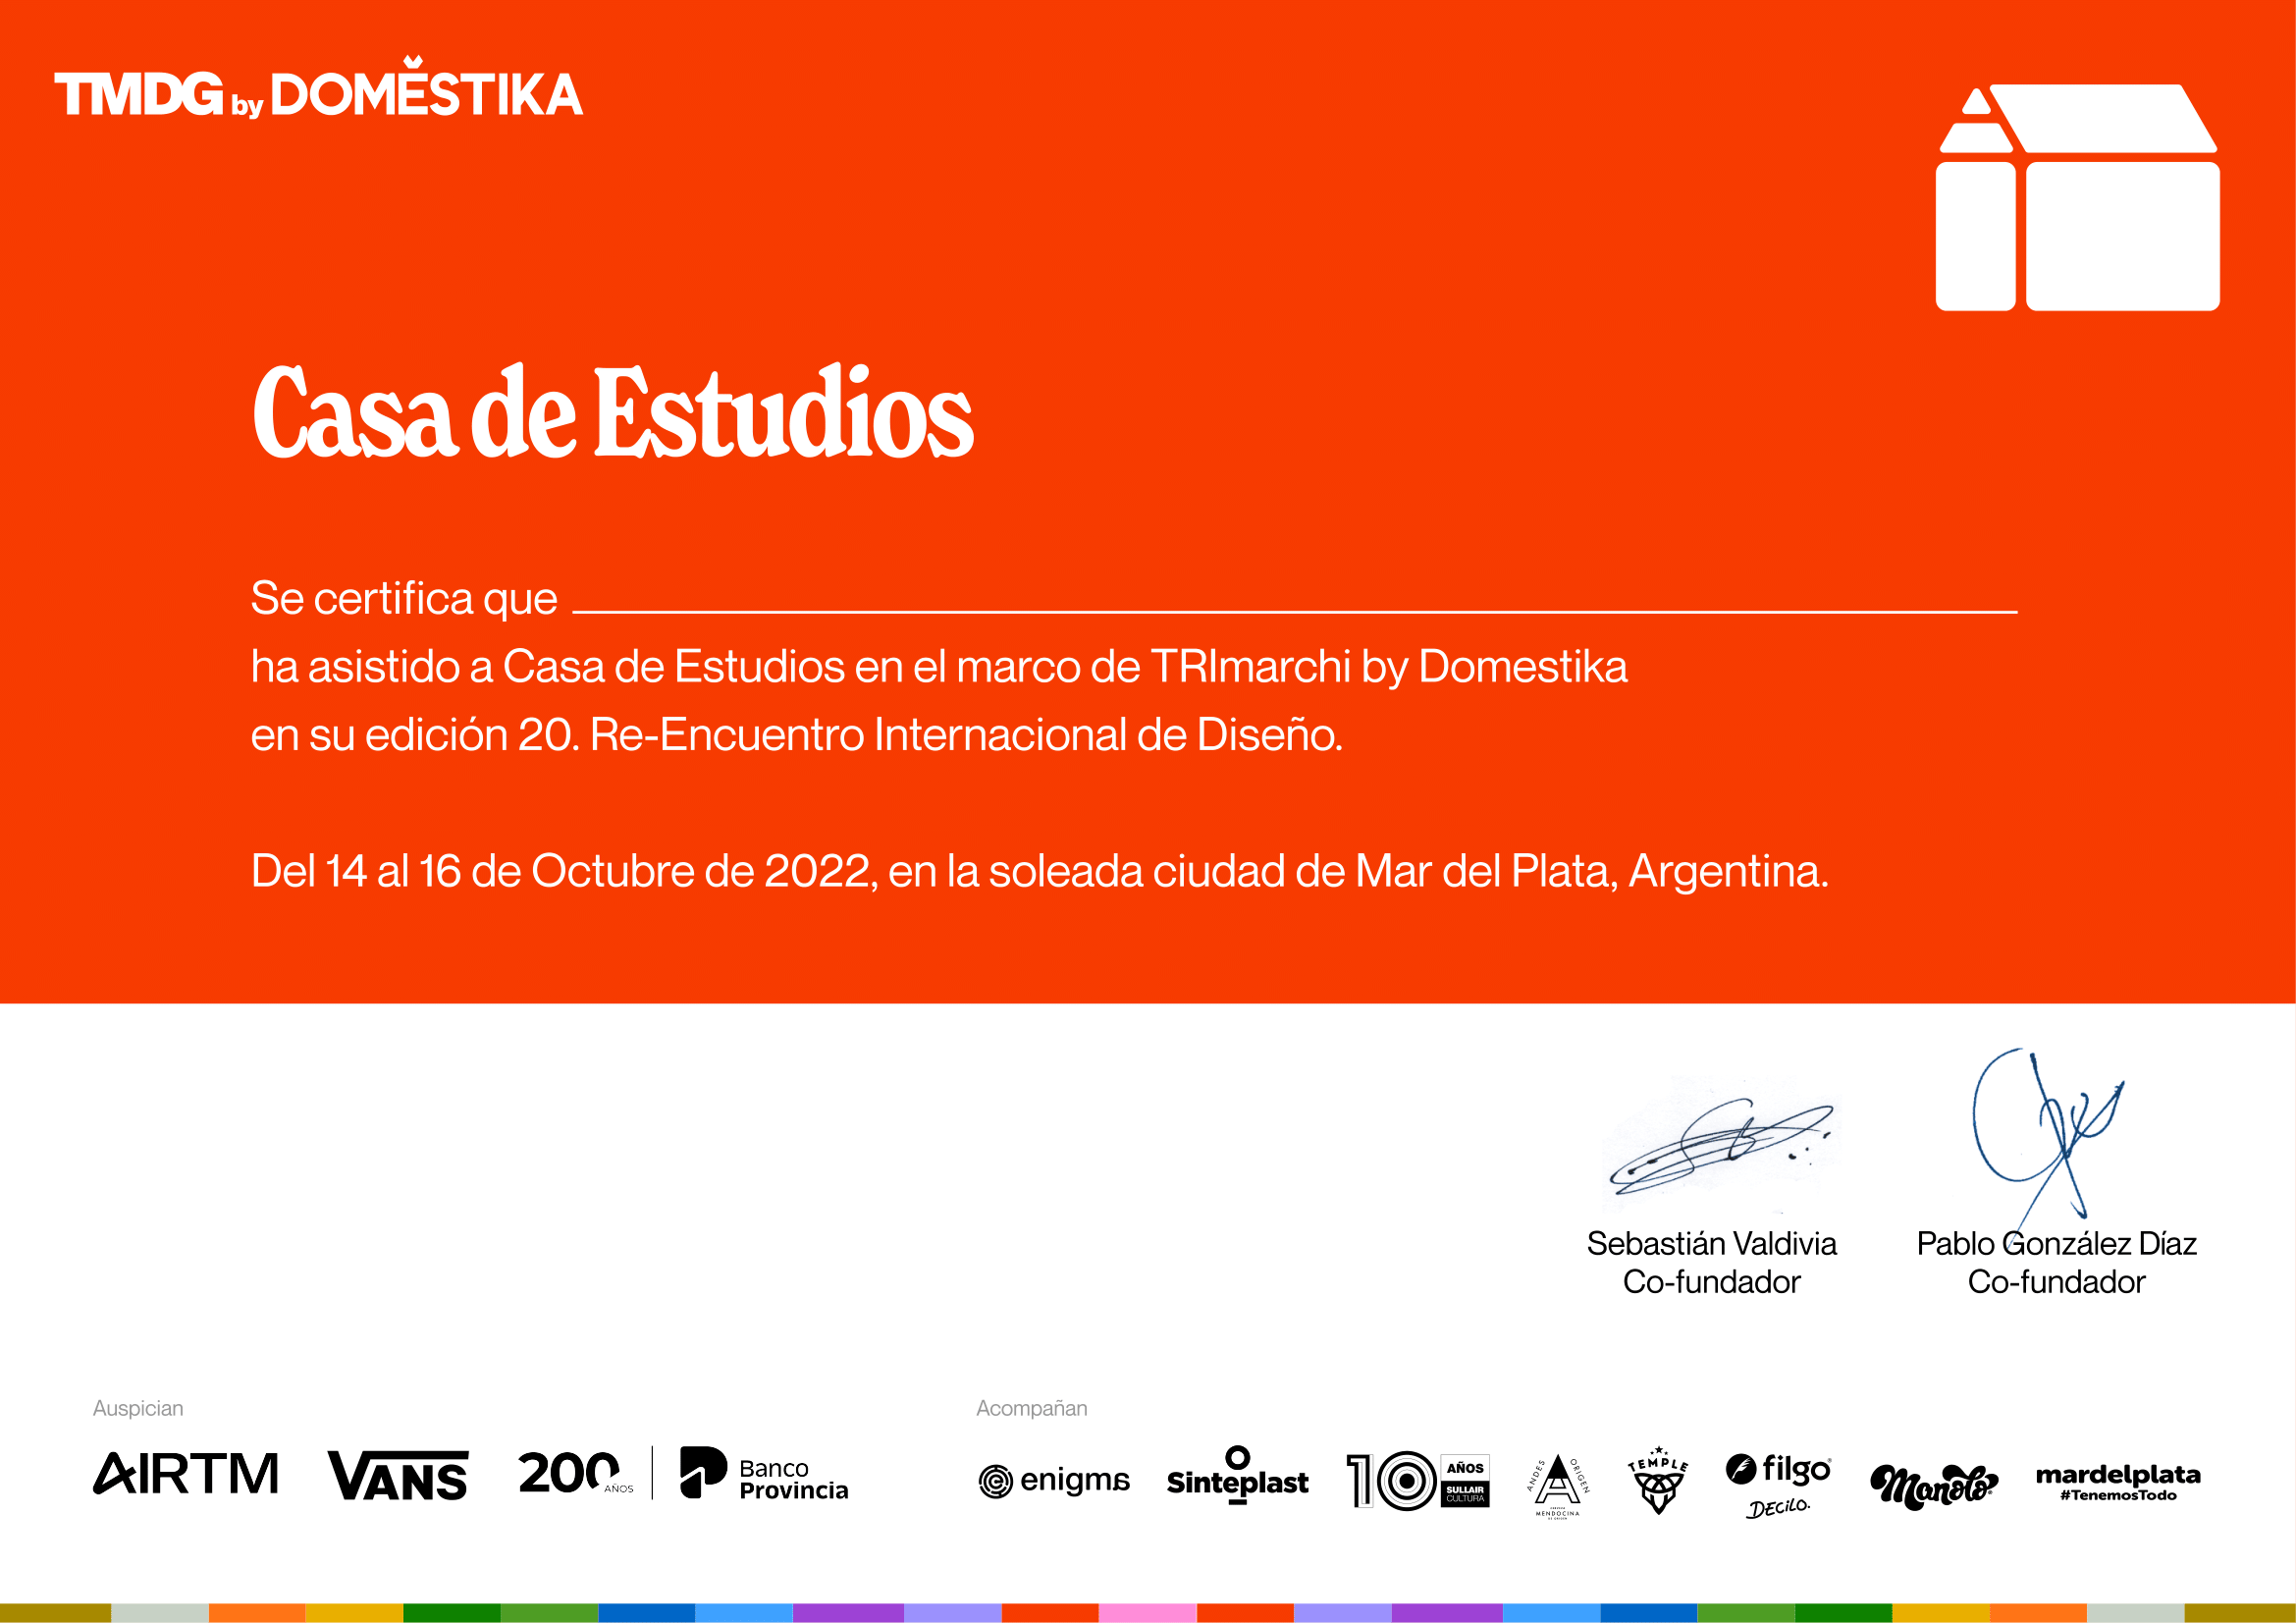 TMDG by DOMĚSTIKA
Casa de Estudios
Se certifica que
ha asistido a Casa de Estudios en el marco de TRImarchi by Domestika
en su edición 20. Re-Encuentro Internacional de Diseño.
Del 14 al 16 de Octubre de 2022, en la soleada ciudad de Mar del Plata, Argentina.
Sebastián Valdivia
Co-fundador
Pablo González Díaz
Co-fundador
Auspician
AIRTM
VANS
200 AÑOS
Banco
Provincia
Acompañan
enigma
Sinteplast
10 AÑOS
SULLAIR
CULTURA
ANDES ORIGEN
MENDOCINA
TEMPLE
filgo
DECILO.
Manolo
mardelplata
#TenemosTodo